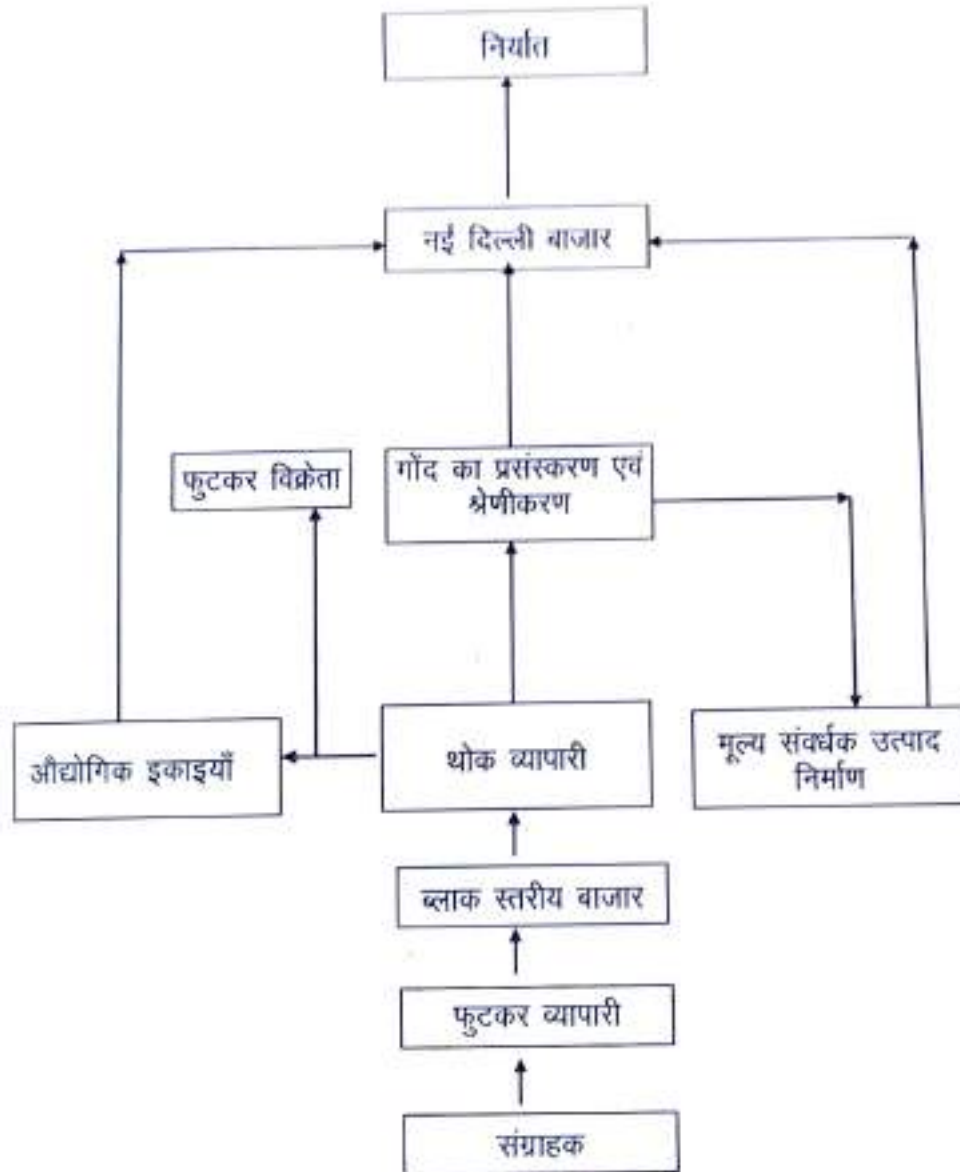 निर्यात
नई दिल्ली बाजार
फुटकर विक्रेता
गोंद का प्रसंस्करण एवं
श्रेणीकरण
औद्योगिक इकाइयाँ
थोक व्यापारी
मूल्य संवर्धक उत्पाद
निर्माण
ब्लाक स्तरीय बाजार
फुटकर व्यापारी
संग्राहक